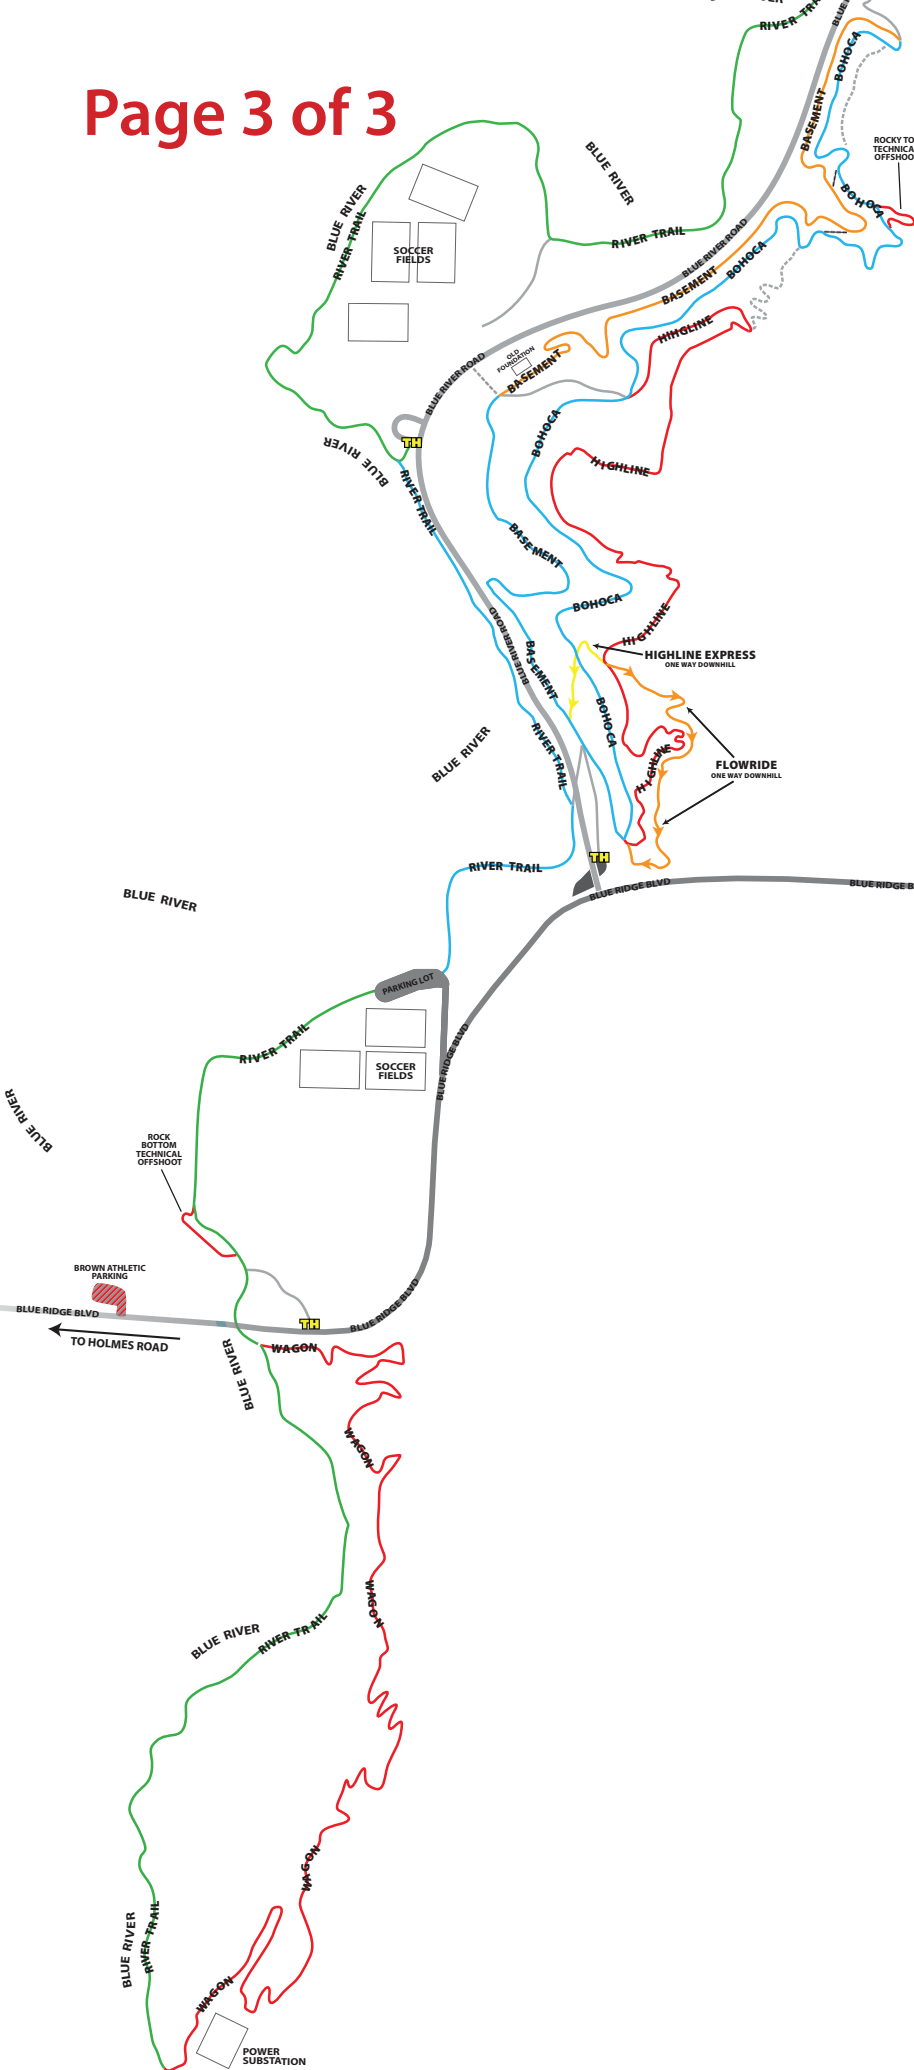 RIVER TRA
BLUE
BOHOCA
Page 3 of 3
BASEMENT
ROCKY TO
TECHNICA
OFFSHOO
BLUE RIVER
BLUE RIVER
RIVER TRAIL
BOHOCA
SOCCER
FIELDS
RIVER TRAIL
BLUE RIVER ROAD
BOHOCA
BASEMENT
HIHGLINE
OLD
FOUNDATION
BASEMENT
BLUE RIVER ROAD
BOHOCA
TH
BLUE RIVER
HIGHLINE
RIVER TRAIL
BASEMENT
BOHOCA
HIGHLINE
BLUE RIVER ROAD
HIGHLINE EXPRESS
ONE WAY DOWNHILL
BASEMENT
BOHOCA
BLUE RIVER
RIVER TRAIL
HIGHLINE
FLOWRIDE
ONE WAY DOWNHILL
TH
RIVER TRAIL
BLUE RIDGE BLVD
BLUE RIDGE B
BLUE RIVER
PARKING LOT
RIVER TRAIL
BLUE RIDGE BLVD
SOCCER
FIELDS
BLUE RIVER
ROCK
BOTTOM
TECHNICAL
OFFSHOOT
BROWN ATHLETIC
PARKING
BLUE RIDGE BLVD
TH
BLUE RIDGE BLVD
TO HOLMES ROAD
BLUE RIVER
WAGON
WAGON
WAGON
BLUE RIVER
RIVER TRAIL
WAGON
BLUE RIVER
RIVER TRAIL
WAGON
POWER
SUBSTATION